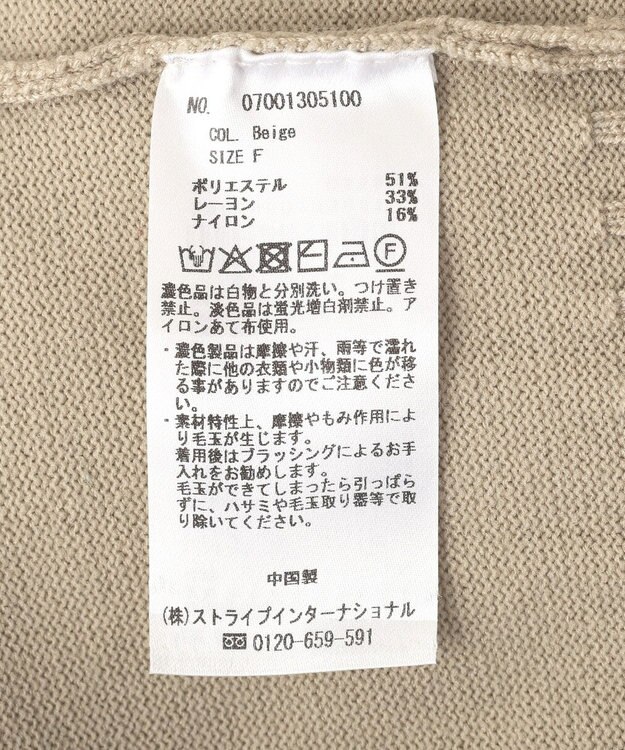 NO. 07001305100
COL. Beige
SIZE F
ポリエステル 51%
レーヨン 33%
ナイロン 16%
F
濃色品は白物と分別洗い。つけ置き
禁止。淡色品は蛍光増白剤禁止。ア
イロンあて布使用。
・濃色製品は摩擦や汗、雨等で濡れ
た際に他の衣類や小物類に色が移
る事がありますのでご注意くださ
い。
・素材特性上、摩擦やもみ作用によ
り毛玉が生じます。
着用後はブラッシングによるお手
入れをお勧めします。
毛玉ができてしまったら引っぱら
ずに、ハサミや毛玉取り器等で取
り除いてください。
中国製
(株)ストライプインターナショナル
0120-659-591